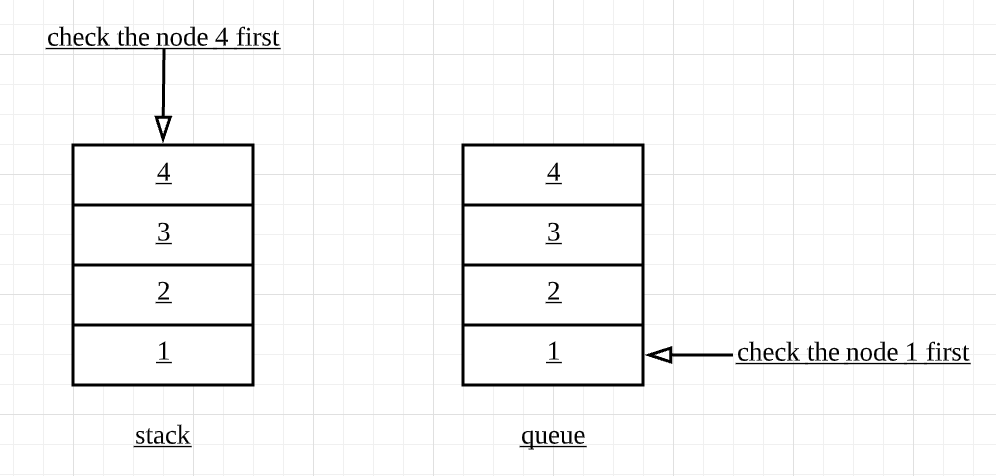 check the node 4 first
4
3
2
1
stack
4
3
2
1
check the node 1 first
queue